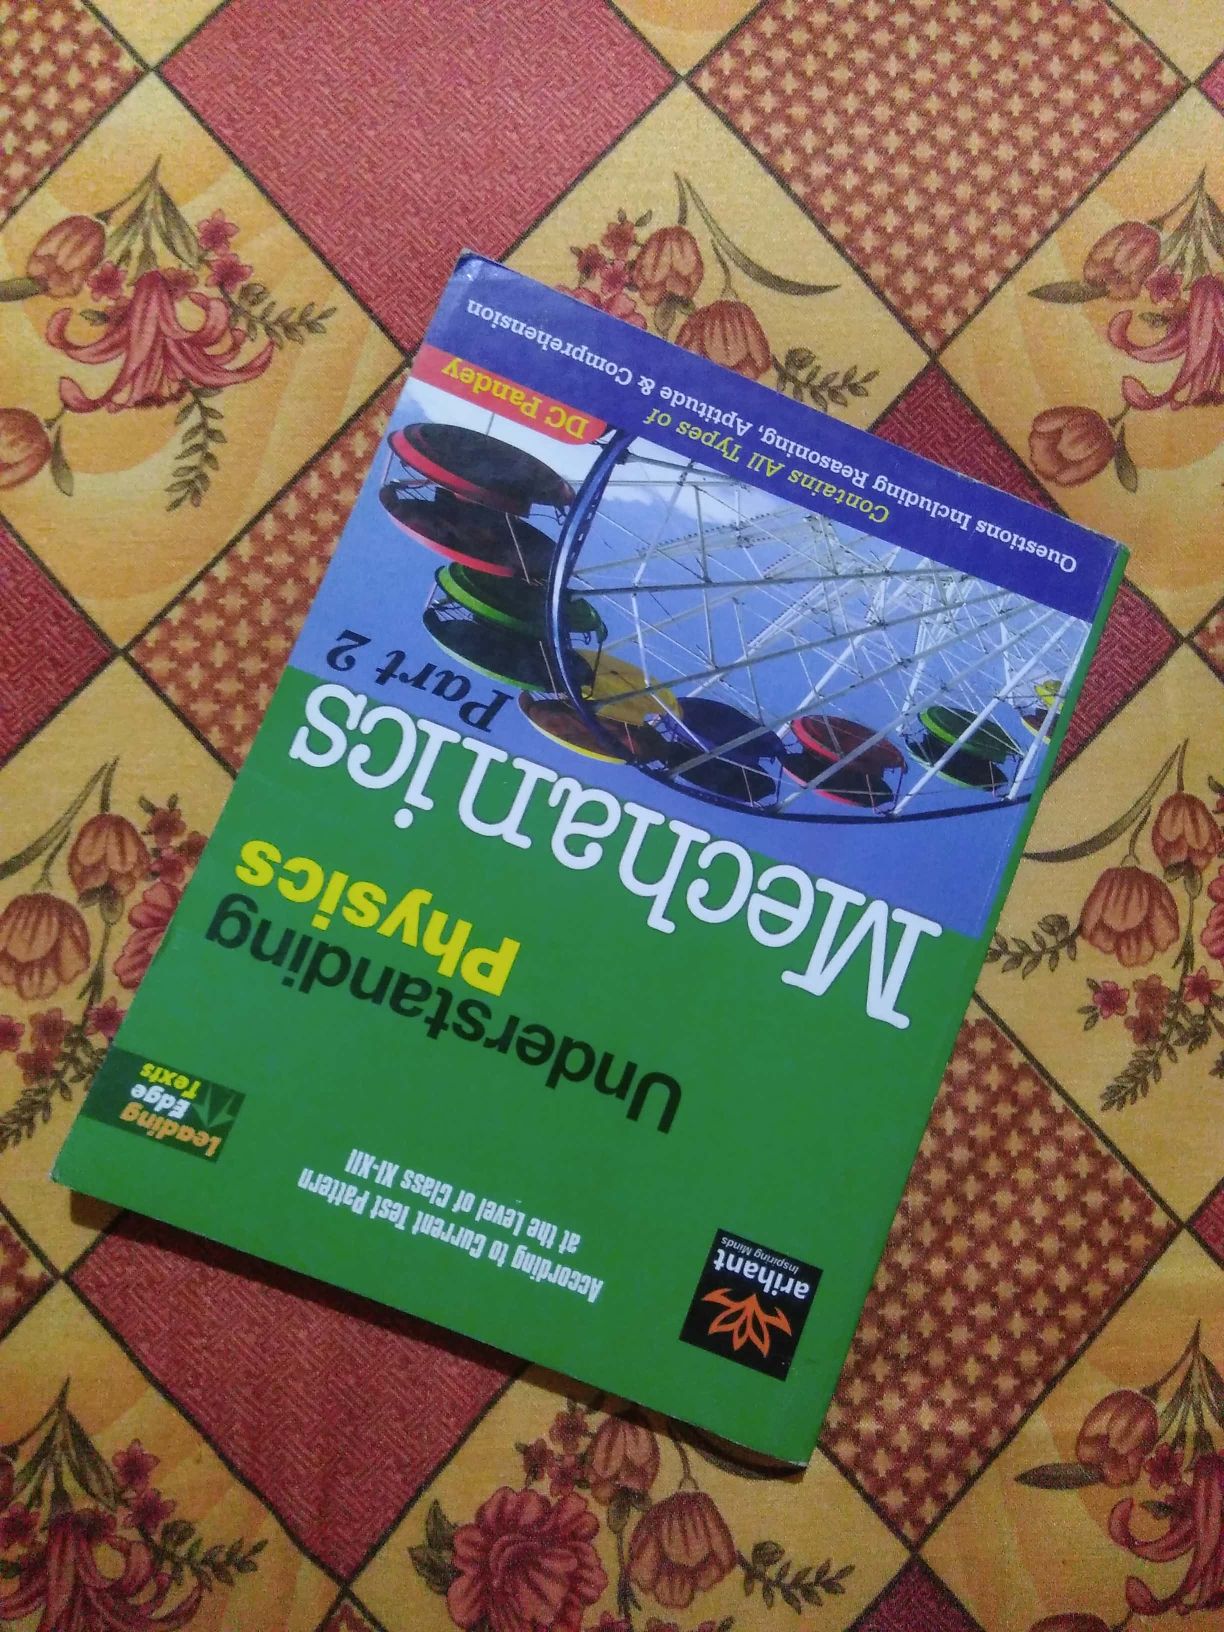 arihant
Inspiring Minds
According to Current Test Pattern
at the Level of Class XI-XII
Leading
Edge
Texts
Understanding
Physics
Mechanics
Part 2
DC Pandey
Contains All Types of
Questions Including Reasoning, Aptitude & Comprehension